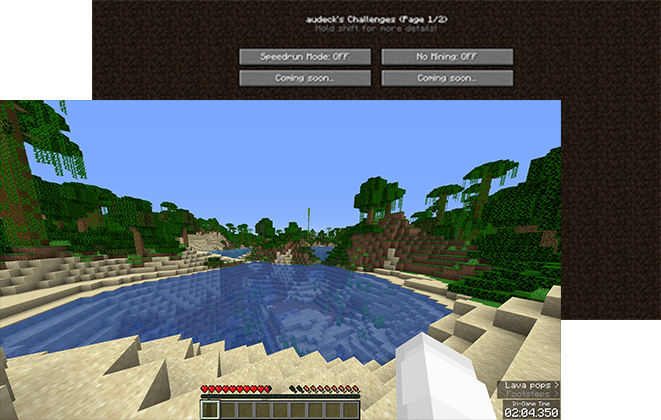 audeck's Challenges (Page 1/2)
Hold shift for more details!
Speedrun Mode: OFF
No Mining: OFF
Coming soon...
Coming soon...
Lava pops >
Footsteps >
In-Game Time
02:04.350